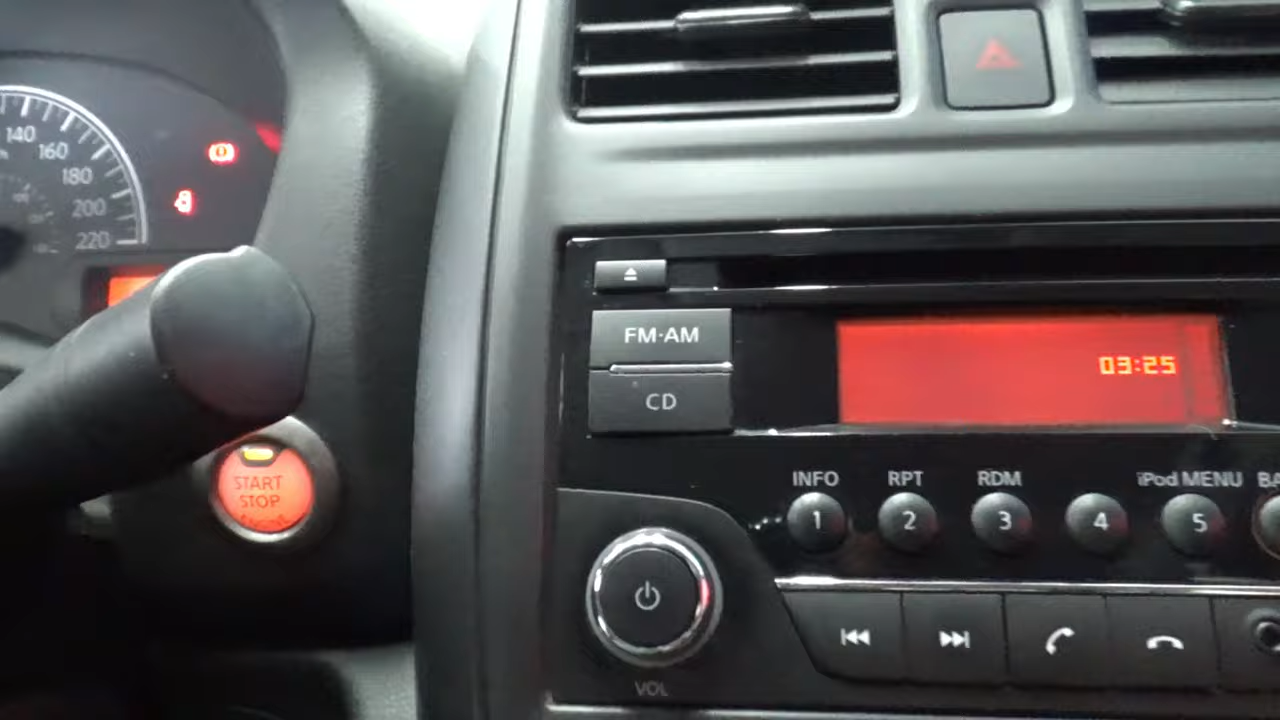 140
160
180
200
220
START
STOP
FM·AM
CD
03:25
INFO RPT RDM iPod MENU BA
1 2 3 4 5
VOL